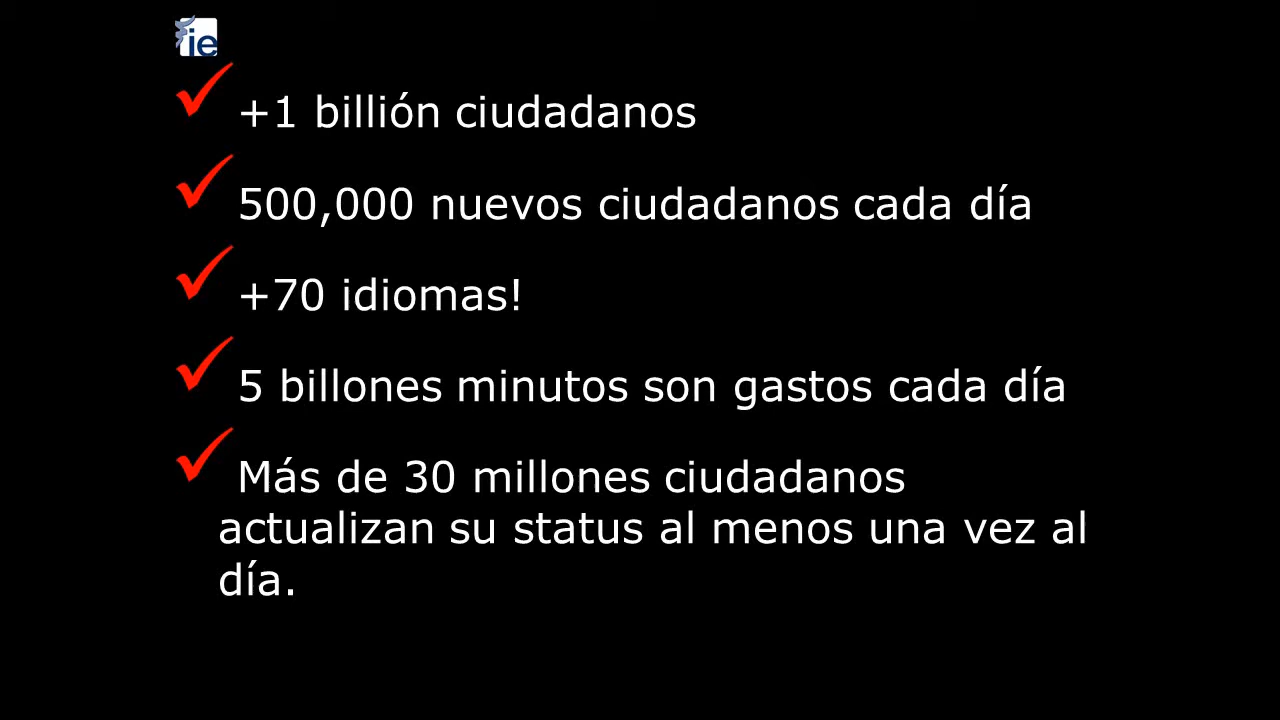 ie
+1 billión ciudadanos
500,000 nuevos ciudadanos cada día
+70 idiomas!
5 billones minutos son gastos cada día
Más de 30 millones ciudadanos
actualizan su status al menos una vez al
día.